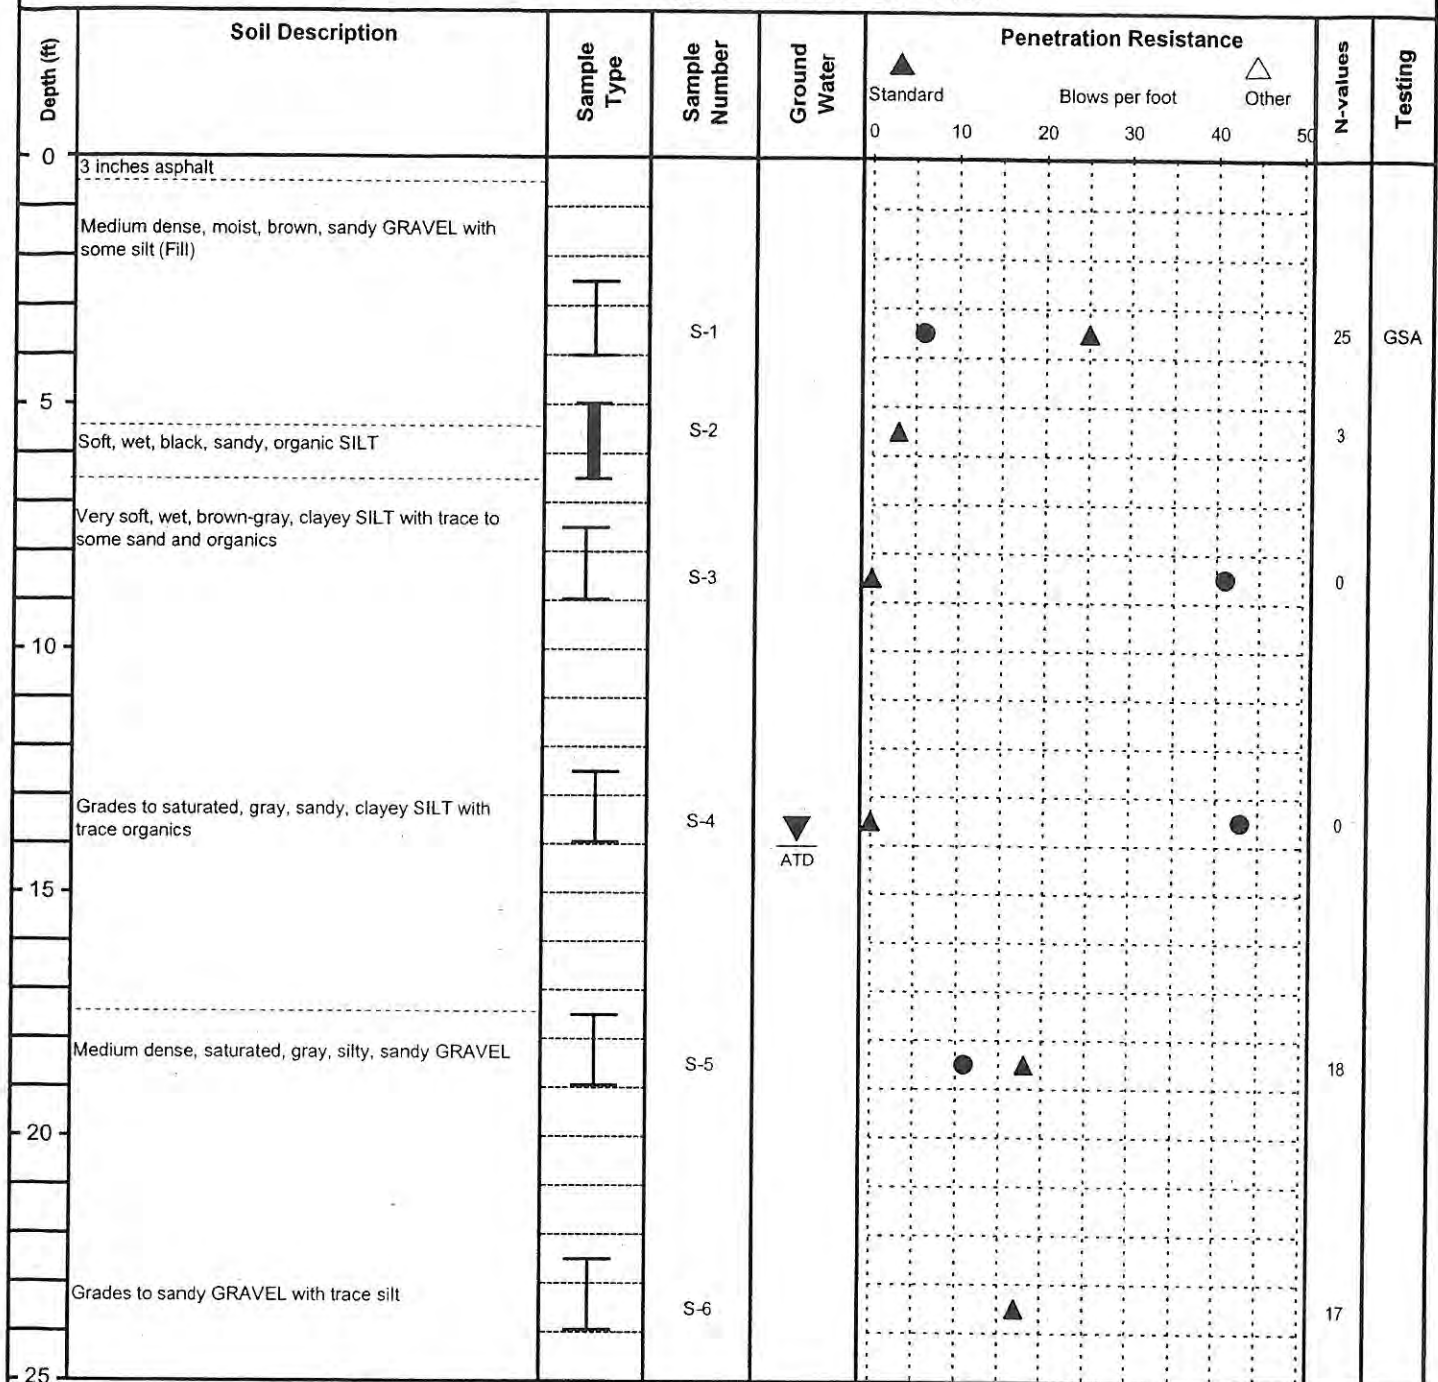 Depth (ft)
Soil Description
Sample Type
Sample Number
Ground Water
Penetration Resistance
Standard
Blows per foot
Other
0 10 20 30 40 50
N-values
Testing
0
3 inches asphalt
Medium dense, moist, brown, sandy GRAVEL with
some silt (Fill)
S-1
25
GSA
5
Soft, wet, black, sandy, organic SILT
S-2
3
Very soft, wet, brown-gray, clayey SILT with trace to
some sand and organics
S-3
0
10
Grades to saturated, gray, sandy, clayey SILT with
trace organics
S-4
ATD
0
15
Medium dense, saturated, gray, silty, sandy GRAVEL
S-5
18
20
Grades to sandy GRAVEL with trace silt
S-6
17
25